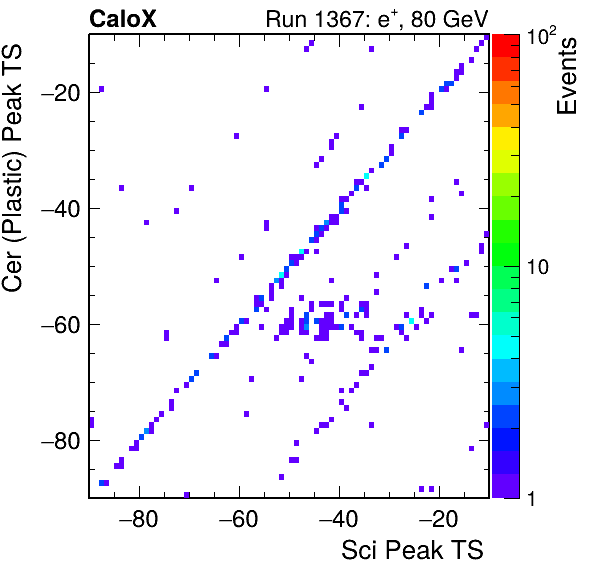 CaloX Run 1367: e⁺, 80 GeV
10²
Events
10
1
Cer (Plastic) Peak TS
−20
−40
−60
−80
−80 −60 −40 −20
Sci Peak TS